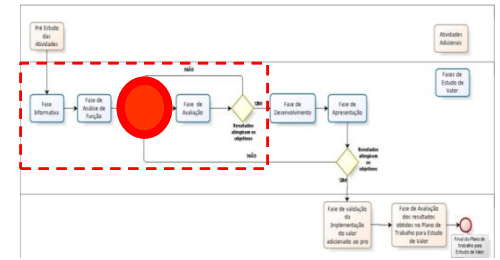 Pré Estudo
das
Atividades
Atividades
Adicionais
Fases de
Estudo de
Valor
NÃO
Fase
Informativa
Fase de
Análise de
Função
Fase de
Avaliação
SIM
Resultados
atingiram os
objetivos
Fase de
Desenvolvimento
Fase de
Apresentação
NÃO
Resultados
atingiram os
objetivos
SIM
Fase de validação
da
Implementação
do valor
adicionado ao pro
Fase de Avaliação
dos resultados
obtidos no Plano de
Trabalho para Estudo
de Valor
Final do Plano de
trabalho para
Estudo de Valor